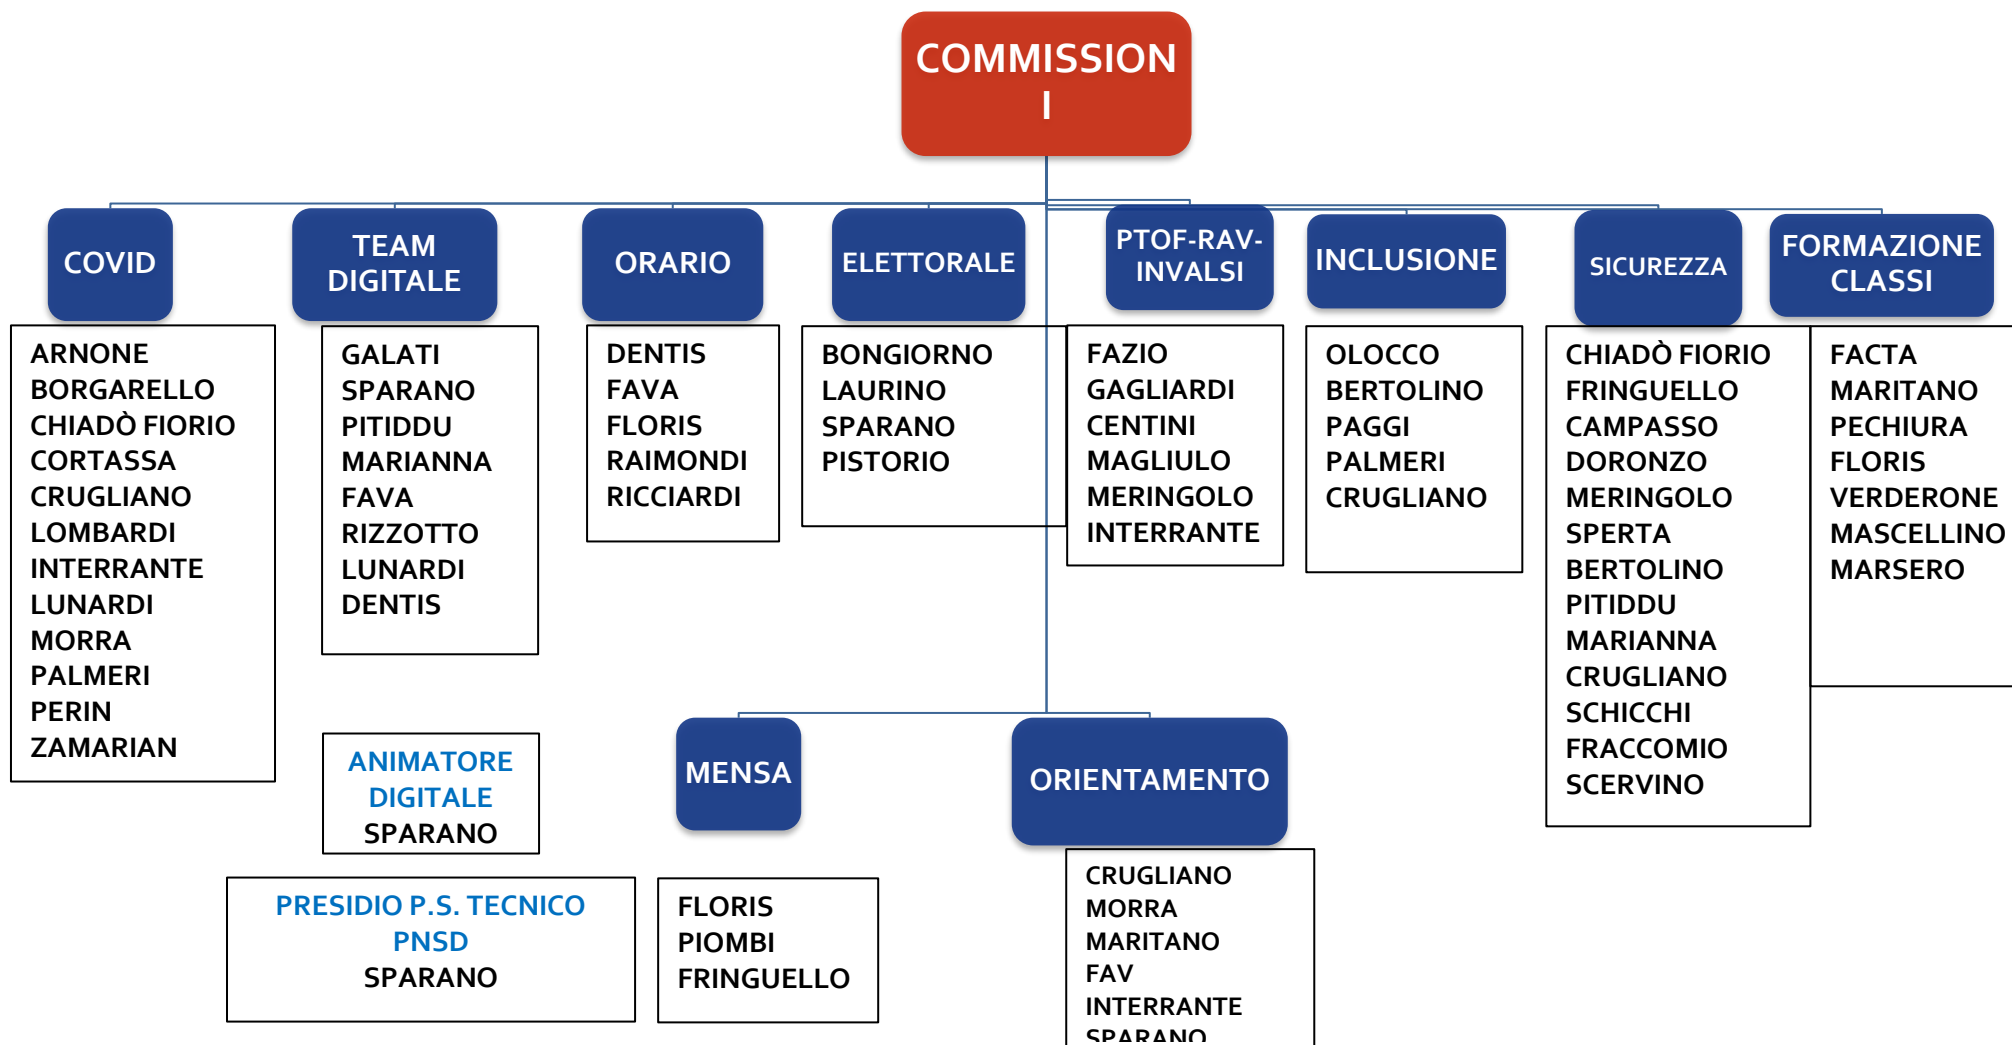 COMMISSION
I
COVID
ARNONE
BORGARELLO
CHIADÒ FIORIO
CORTASSA
CRUGLIANO
LOMBARDI
INTERRANTE
LUNARDI
MORRA
PALMERI
PERIN
ZAMARIAN
TEAM
DIGITALE
GALATI
SPARANO
PITIDDU
MARIANNA
FAVA
RIZZOTTO
LUNARDI
DENTIS
ORARIO
DENTIS
FAVA
FLORIS
RAIMONDI
RICCIARDI
ELETTORALE
BONGIORNO
LAURINO
SPARANO
PISTORIO
PTOF-RAV-
INVALSI
FAZIO
GAGLIARDI
CENTINI
MAGLIULO
MERINGOLO
INTERRANTE
INCLUSIONE
OLOCCO
BERTOLINO
PAGGI
PALMERI
CRUGLIANO
SICUREZZA
CHIADÒ FIORIO
FRINGUELLO
CAMPASSO
DORONZO
MERINGOLO
SPERTA
BERTOLINO
PITIDDU
MARIANNA
CRUGLIANO
SCHICCHI
FRACCOMIO
SCERVINO
FORMAZIONE
CLASSI
FACTA
MARITANO
PECHIURA
FLORIS
VERDERONE
MASCELLINO
MARSERO
ANIMATORE
DIGITALE
SPARANO
PRESIDIO P.S. TECNICO
PNSD
SPARANO
MENSA
FLORIS
PIOMBI
FRINGUELLO
ORIENTAMENTO
CRUGLIANO
MORRA
MARITANO
FAV
INTERRANTE
SPARANO